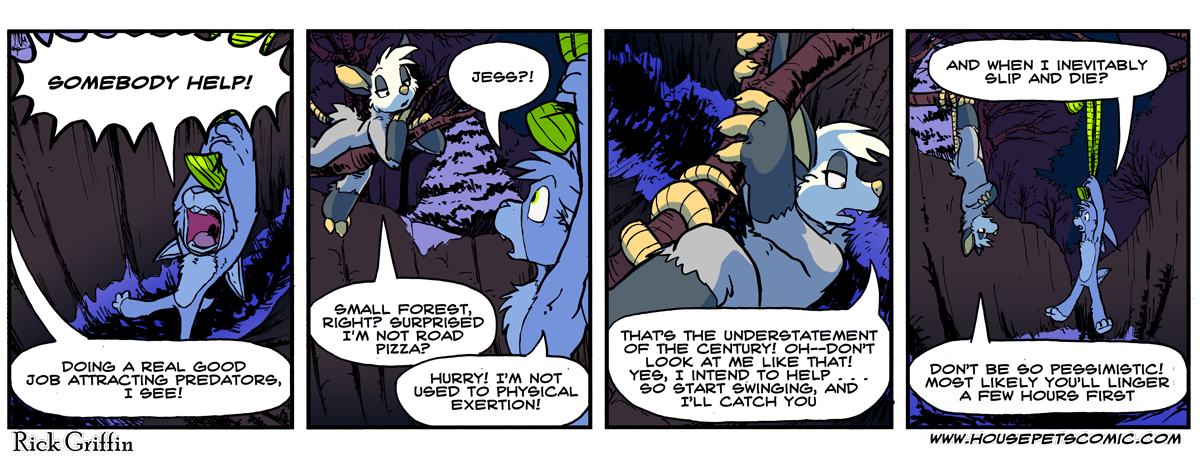 SOMEBODY HELP!
DOING A REAL GOOD
JOB ATTRACTING PREDATORS,
I SEE!
JESS?!
SMALL FOREST,
RIGHT? SURPRISED
I'M NOT ROAD
PIZZA?
HURRY! I'M NOT
USED TO PHYSICAL
EXERTION!
THAT'S THE UNDERSTATEMENT
OF THE CENTURY! OH--DON'T
LOOK AT ME LIKE THAT!
YES, I INTEND TO HELP . . .
SO START SWINGING, AND
I'LL CATCH YOU
AND WHEN I INEVITABLY
SLIP AND DIE?
DON'T BE SO PESSIMISTIC!
MOST LIKELY YOU'LL LINGER
A FEW HOURS FIRST
Rick Griffin
WWW.HOUSEPETSCOMIC.COM